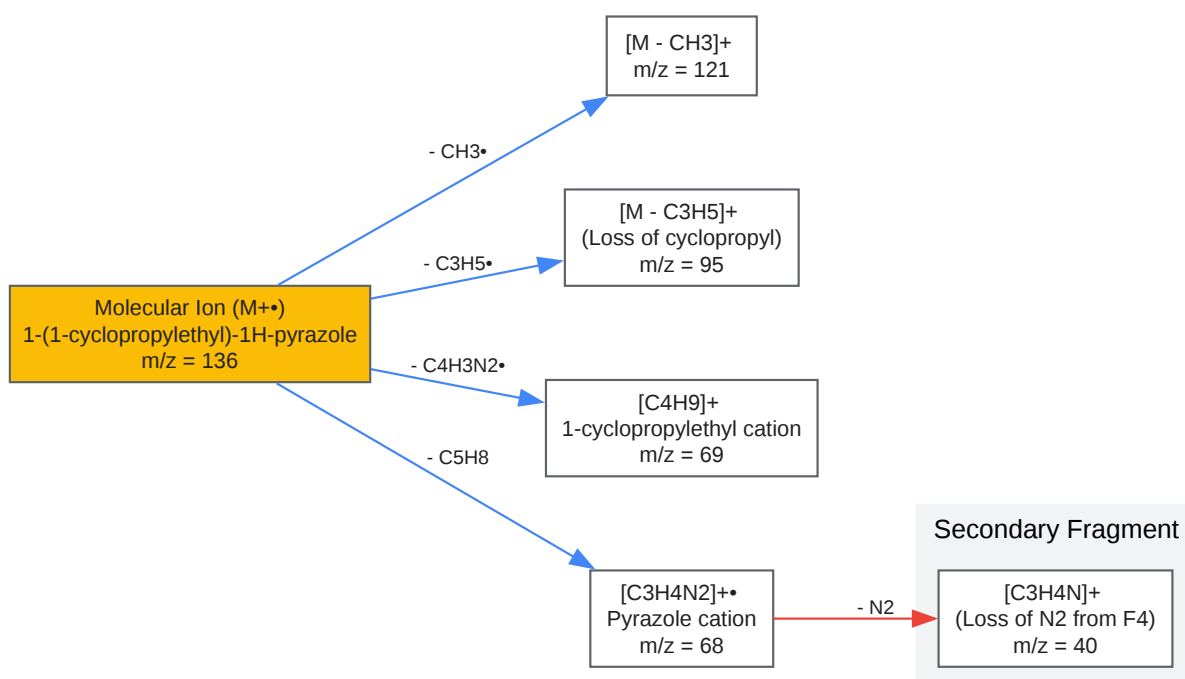 [M - CH3]+
m/z = 121
- CH3•
[M - C3H5]+
(Loss of cyclopropyl)
m/z = 95
- C3H5•
Molecular Ion (M+•)
1-(1-cyclopropylethyl)-1H-pyrazole
m/z = 136
- C4H3N2•
[C4H9]+
1-cyclopropylethyl cation
m/z = 69
- C5H8
Secondary Fragment
[C3H4N2]+•
Pyrazole cation
m/z = 68
- N2
[C3H4N]+
(Loss of N2 from F4)
m/z = 40